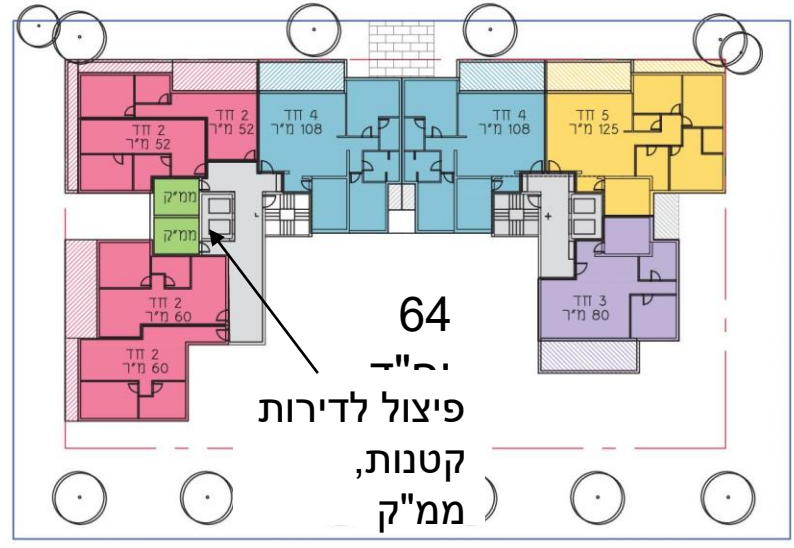 2 חד
52 מ"ר
2 חד
52 מ"ר
4 חד
108 מ"ר
4 חד
108 מ"ר
5 חד
125 מ"ר
ממ"ק
ממ"ק
2 חד
60 מ"ר
3 חד
80 מ"ר
2 חד
60 מ"ר
64
פיצול לדירות
קטנות,
ממ"ק